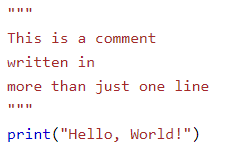 """
This is a comment
written in
more than just one line
"""
print("Hello, World!")